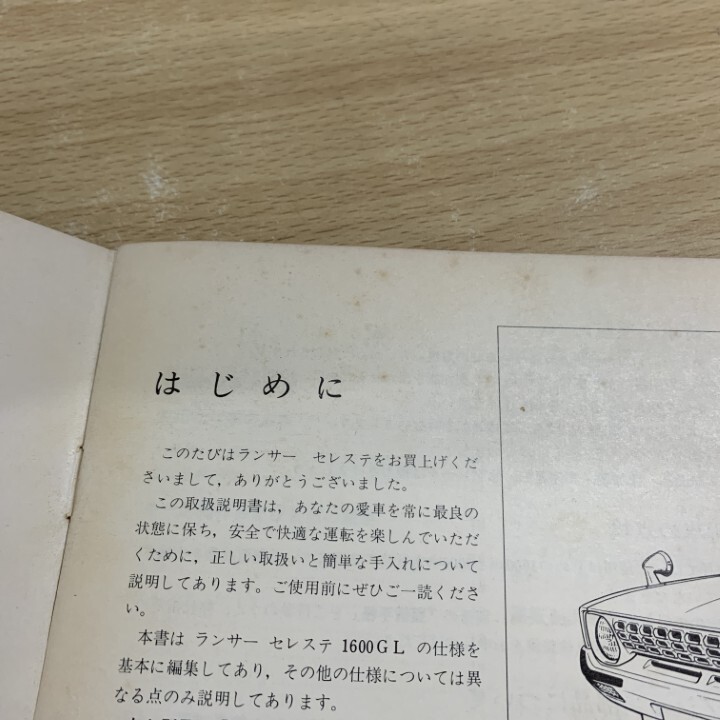 はじめに
このたびはランサー セレステをお買上げくだ
さいまして，ありがとうございました。
この取扱説明書は，あなたの愛車を常に最良の
状態に保ち，安全で快適な運転を楽しんでいただ
くために，正しい取扱いと簡単な手入れについて
説明してあります。ご使用前にぜひご一読くださ
い。
本書は ランサー セレステ 1600GL の仕様を
基本に編集してあり，その他の仕様については異
なる点のみ説明してあります。